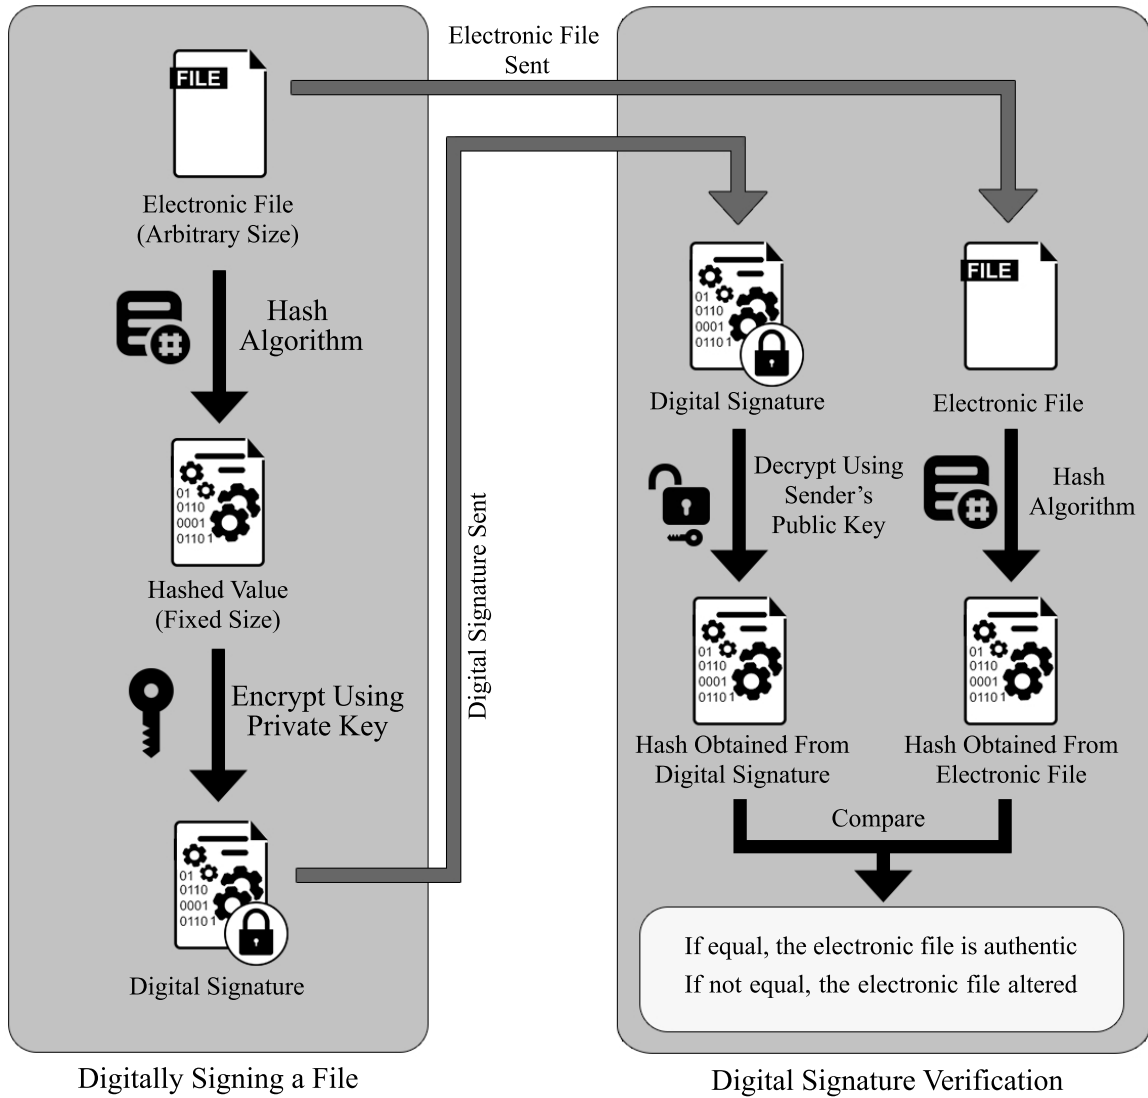 Electronic File
Sent
FILE
Electronic File
(Arbitrary Size)
Hash
Algorithm
#
01
0110
0001
0110 1
Hashed Value
(Fixed Size)
Encrypt Using
Private Key
01
0110
0001
0110 1
Digital Signature
Digitally Signing a File
Digital Signature Sent
01
0110
0001
0110 1
Digital Signature
FILE
Electronic File
Decrypt Using
Sender’s
Public Key
#
Hash
Algorithm
01
0110
0001
0110 1
Hash Obtained From
Digital Signature
01
0110
0001
0110 1
Hash Obtained From
Electronic File
Compare
If equal, the electronic file is authentic
If not equal, the electronic file altered
Digital Signature Verification